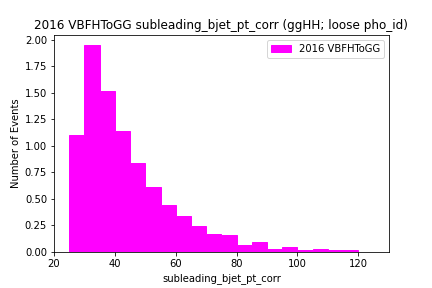 2016 VBFHToGG subleading_bjet_pt_corr (ggHH; loose pho_id)
2016 VBFHToGG
2.00
1.75
1.50
1.25
1.00
0.75
0.50
0.25
0.00
Number of Events
20 40 60 80 100 120
subleading_bjet_pt_corr